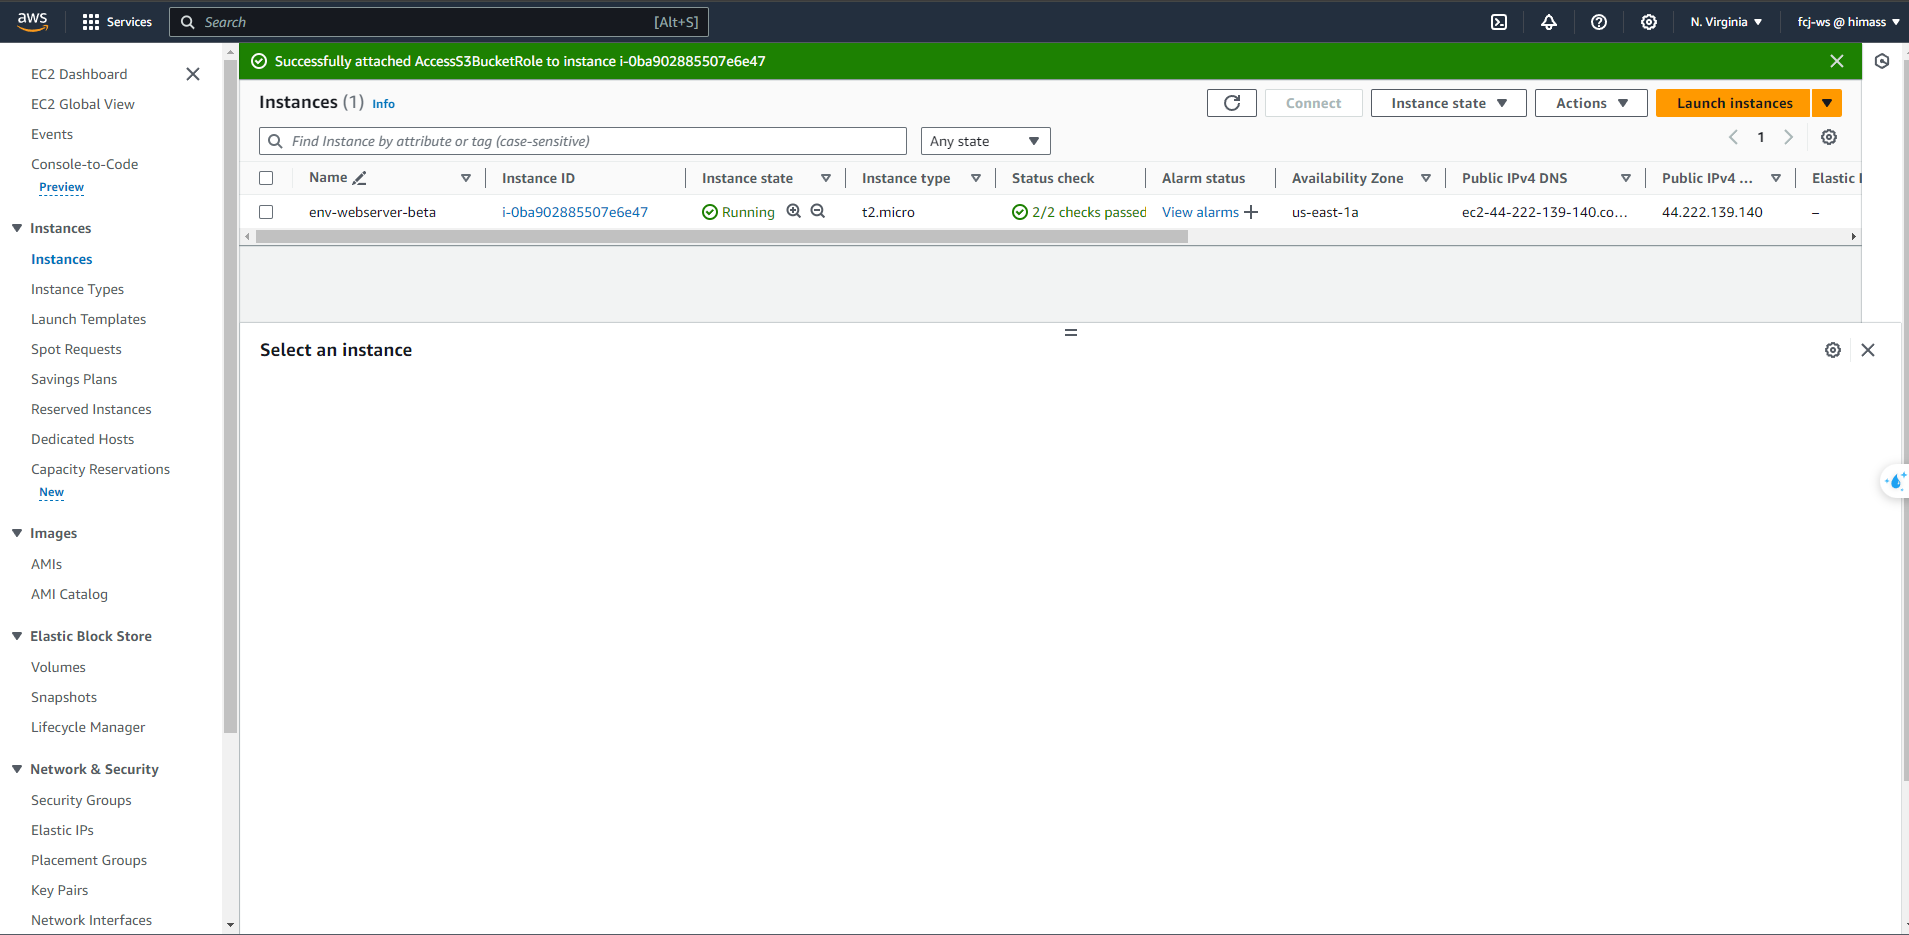 aws Services Search [Alt+S] N. Virginia fcj-ws @ himass
EC2 Dashboard
EC2 Global View
Events
Console-to-Code
Preview
Instances
Instances
Instance Types
Launch Templates
Spot Requests
Savings Plans
Reserved Instances
Dedicated Hosts
Capacity Reservations
New
Images
AMIs
AMI Catalog
Elastic Block Store
Volumes
Snapshots
Lifecycle Manager
Network & Security
Security Groups
Elastic IPs
Placement Groups
Key Pairs
Network Interfaces
Successfully attached AccessS3BucketRole to instance i-0ba902885507e6e47
Instances (1) Info Connect Instance state Actions Launch instances
Find Instance by attribute or tag (case-sensitive) Any state 1
Name Instance ID Instance state Instance type Status check Alarm status Availability Zone Public IPv4 DNS Public IPv4 ... Elastic I
env-webserver-beta i-0ba902885507e6e47 Running t2.micro 2/2 checks passed View alarms + us-east-1a ec2-44-222-139-140.co... 44.222.139.140 –
Select an instance